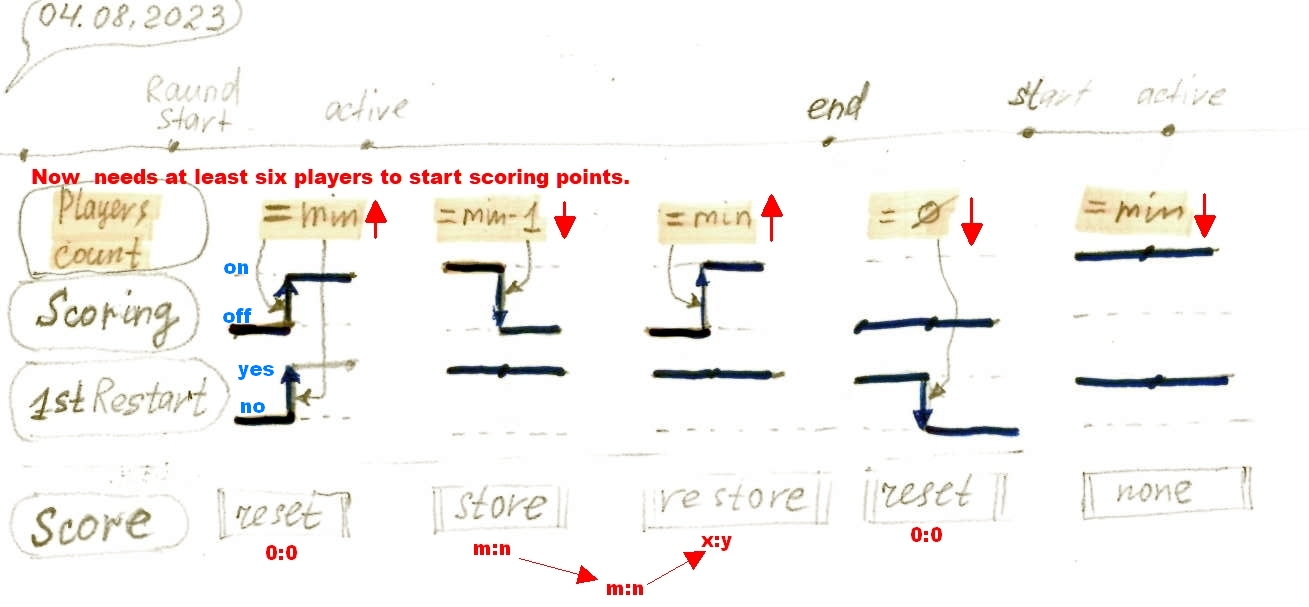 04.08.2023
Round
Start
active
end
start
active
Now needs at least six players to start scoring points.
Players
count
=min
=min-1
=min
=ø
=min
on
Scoring
off
yes
1st Restart
no
Score
reset
store
restore
reset
none
0:0
m:n
x:y
0:0
m:n